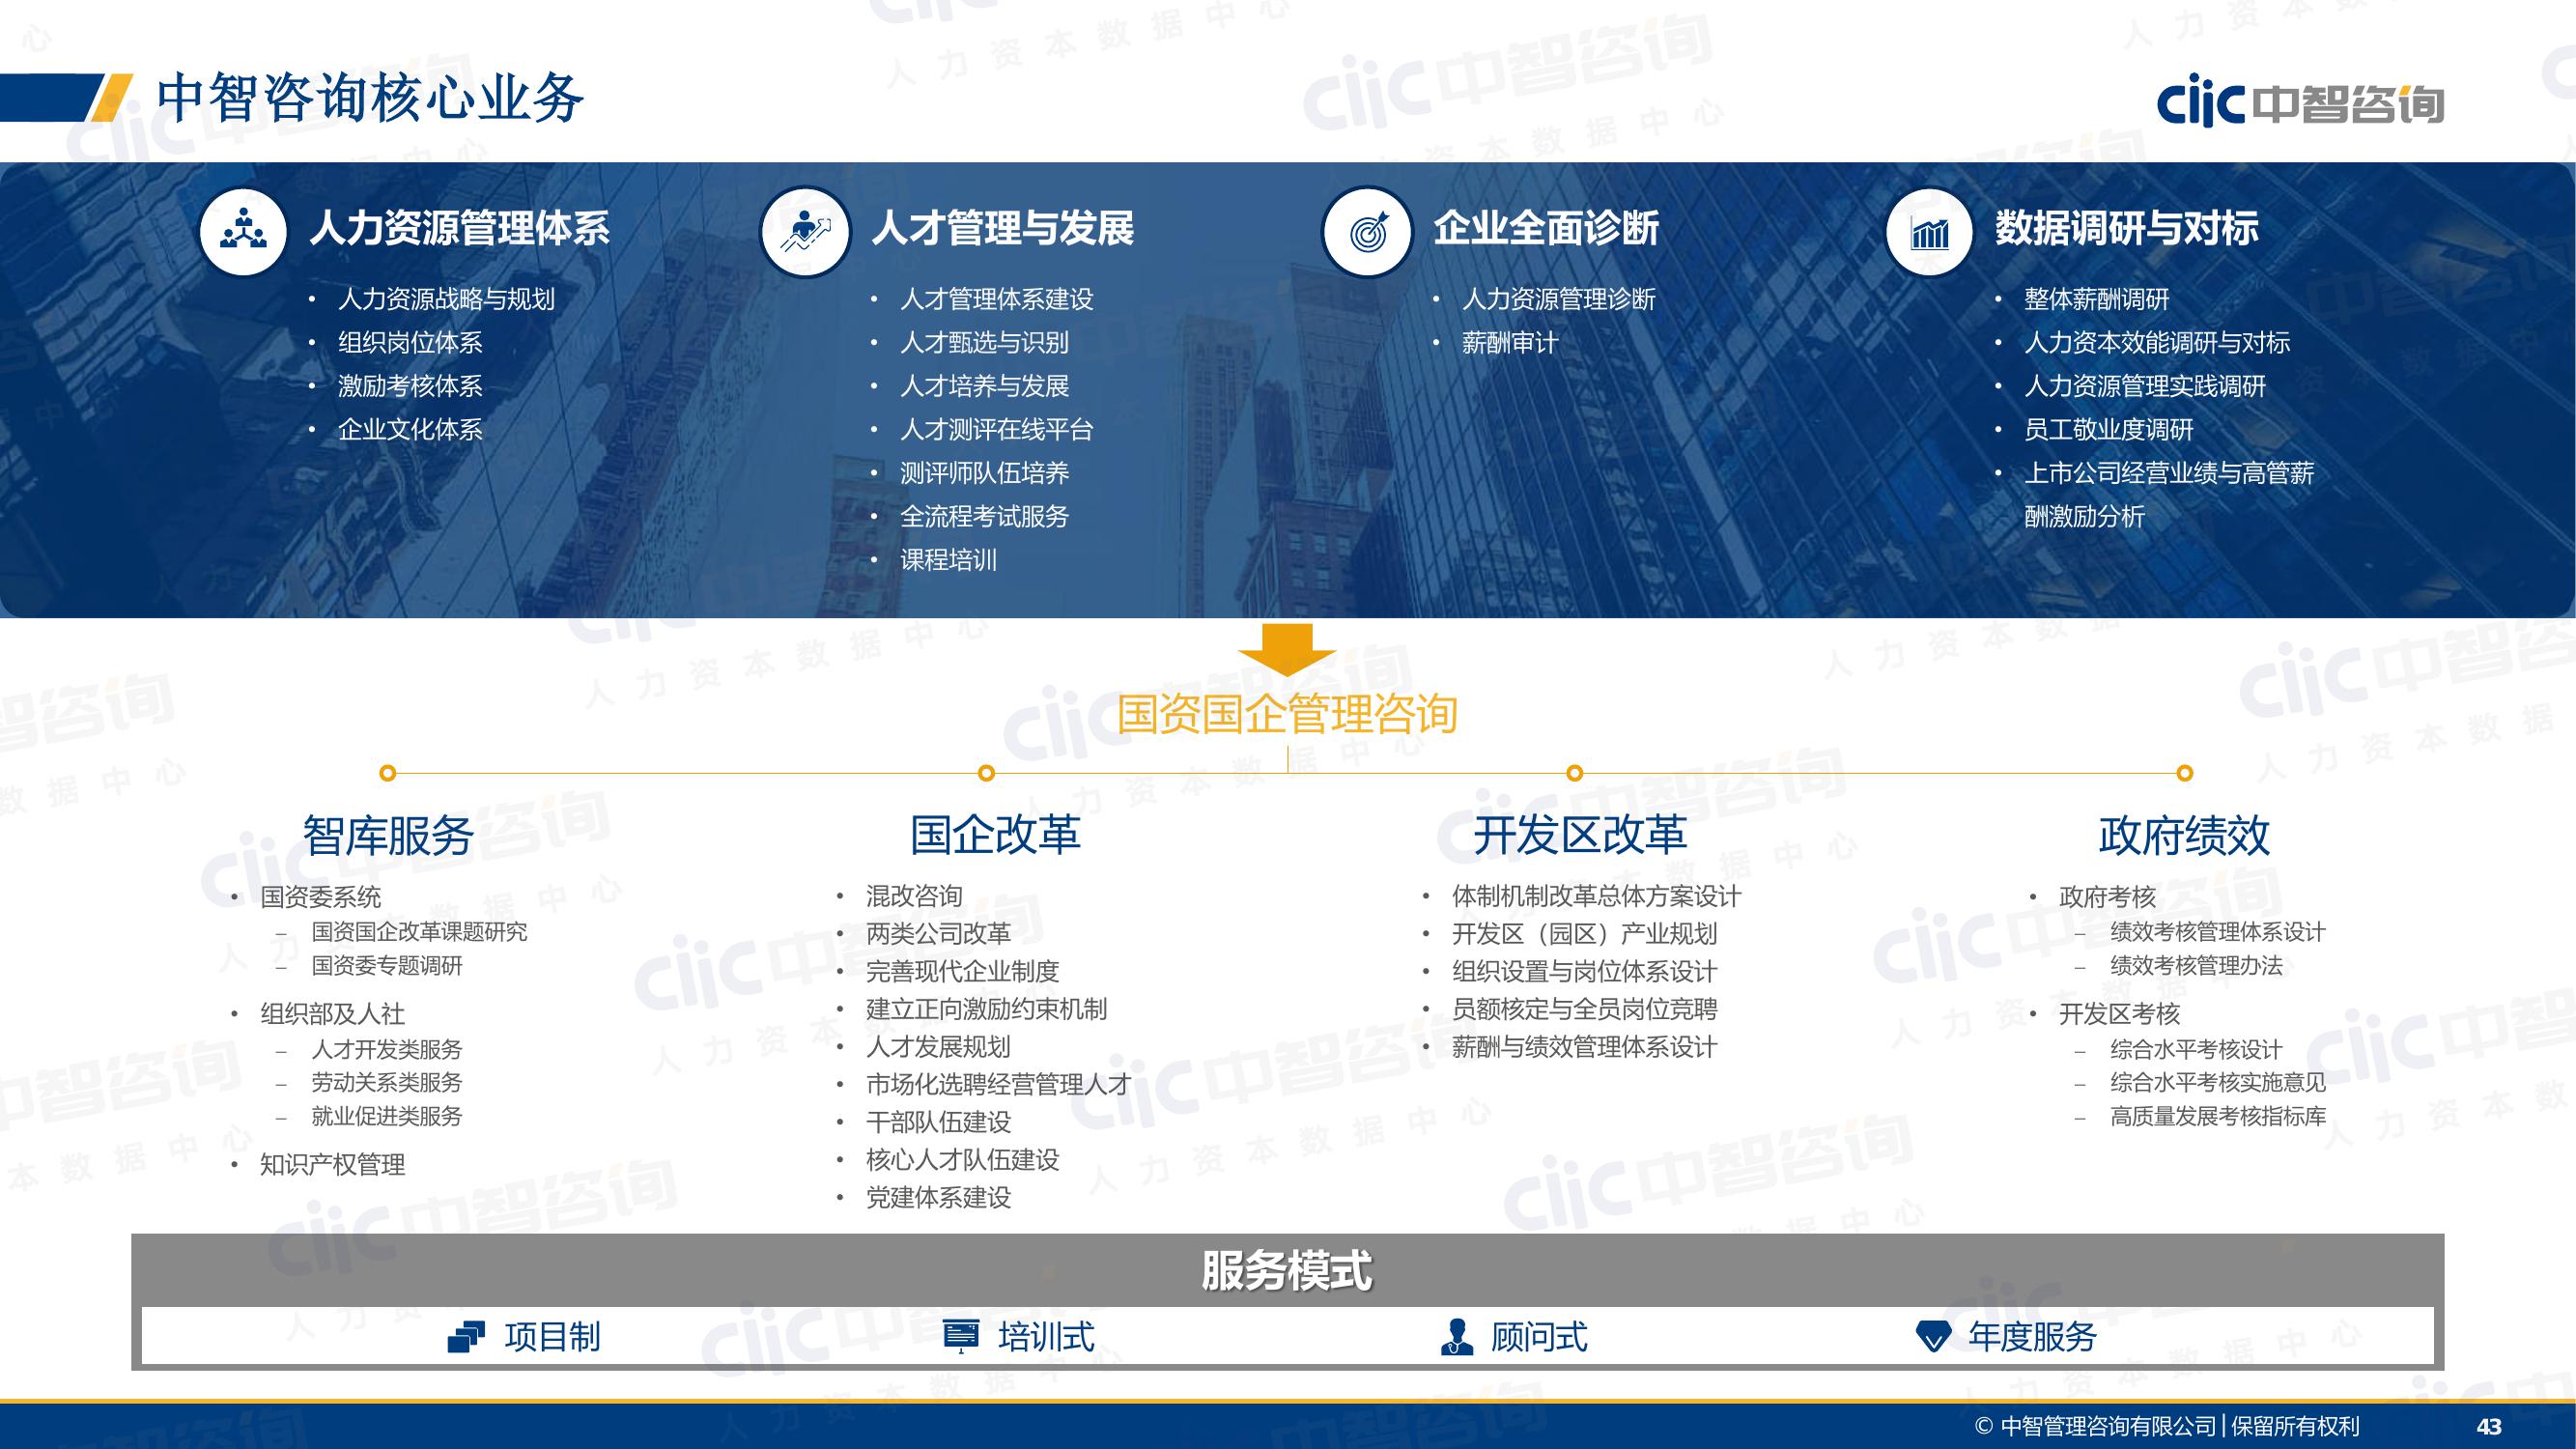 中智咨询核心业务
ciic中智咨询
人力资源管理体系
• 人力资源战略与规划
• 组织岗位体系
• 激励考核体系
• 企业文化体系
人才管理与发展
• 人才管理体系建设
• 人才甄选与识别
• 人才培养与发展
• 人才测评在线平台
• 测评师队伍培养
• 全流程考试服务
• 课程培训
企业全面诊断
• 人力资源管理诊断
• 薪酬审计
数据调研与对标
• 整体薪酬调研
• 人力资本效能调研与对标
• 人力资源管理实践调研
• 员工敬业度调研
• 上市公司经营业绩与高管薪
酬激励分析
国资国企管理咨询
智库服务
• 国资委系统
– 国资国企改革课题研究
– 国资委专题调研
• 组织部及人社
– 人才开发类服务
– 劳动关系类服务
– 就业促进类服务
• 知识产权管理
国企改革
• 混改咨询
• 两类公司改革
• 完善现代企业制度
• 建立正向激励约束机制
• 人才发展规划
• 市场化选聘经营管理人才
• 干部队伍建设
• 核心人才队伍建设
• 党建体系建设
开发区改革
• 体制机制改革总体方案设计
• 开发区（园区）产业规划
• 组织设置与岗位体系设计
• 员额核定与全员岗位竞聘
• 薪酬与绩效管理体系设计
政府绩效
• 政府考核
– 绩效考核管理体系设计
– 绩效考核管理办法
• 开发区考核
– 综合水平考核设计
– 综合水平考核实施意见
– 高质量发展考核指标库
服务模式
项目制
培训式
顾问式
年度服务
© 中智管理咨询有限公司 | 保留所有权利
43
ciic中智咨询
人力资本数据中心